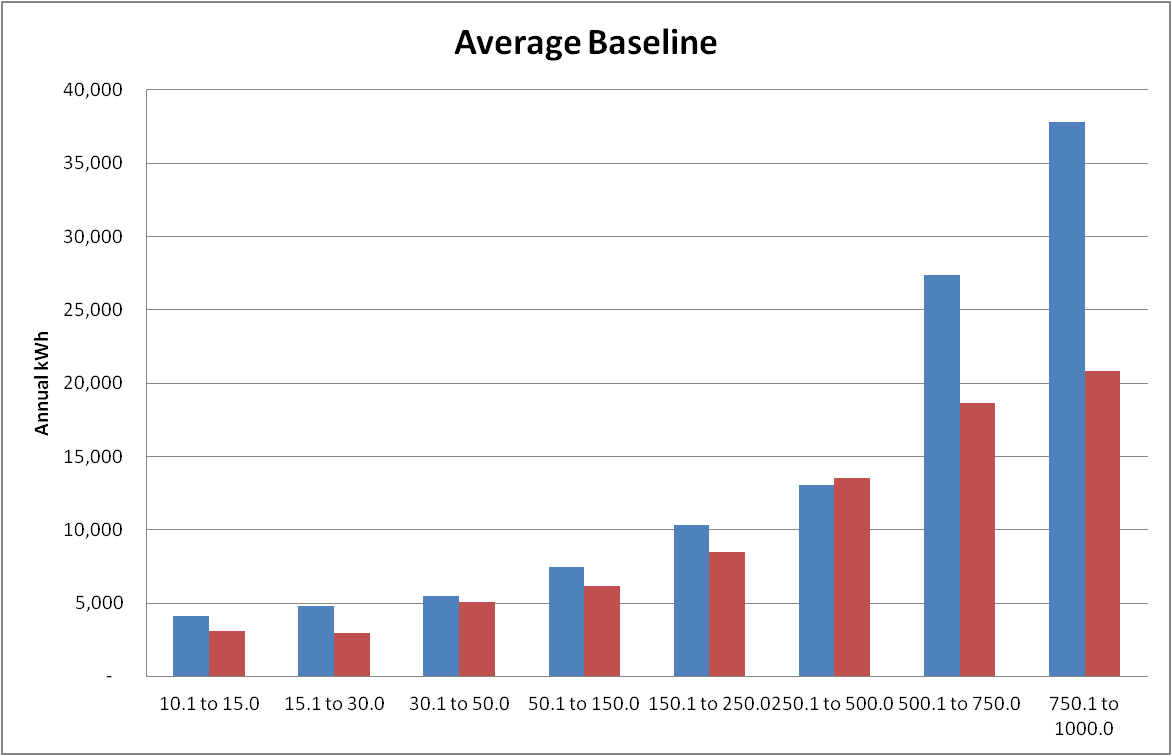 Average Baseline
40,000
35,000
30,000
25,000
20,000
15,000
10,000
5,000
-
Annual kWh
10.1 to 15.0
15.1 to 30.0
30.1 to 50.0
50.1 to 150.0
150.1 to 250.0
250.1 to 500.0
500.1 to 750.0
750.1 to
1000.0